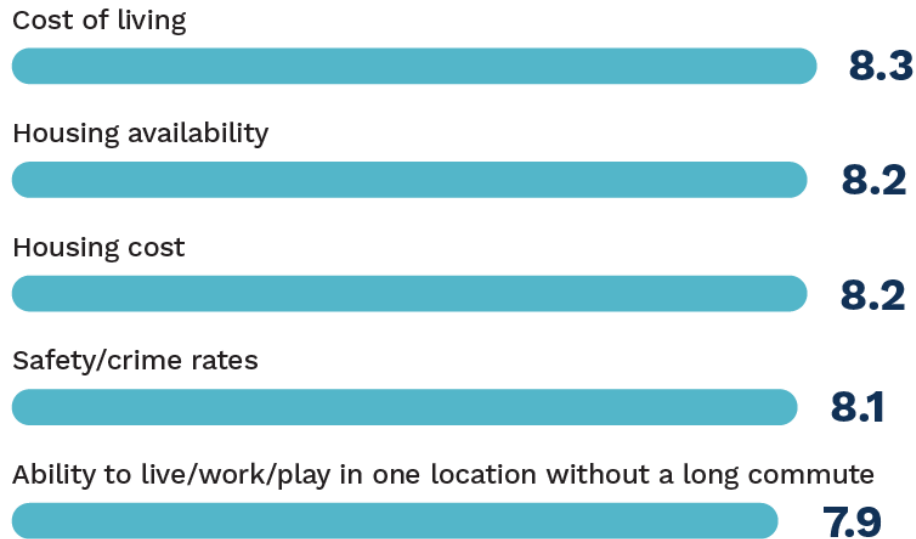 Cost of living
8.3
Housing availability
8.2
Housing cost
8.2
Safety/crime rates
8.1
Ability to live/work/play in one location without a long commute
7.9